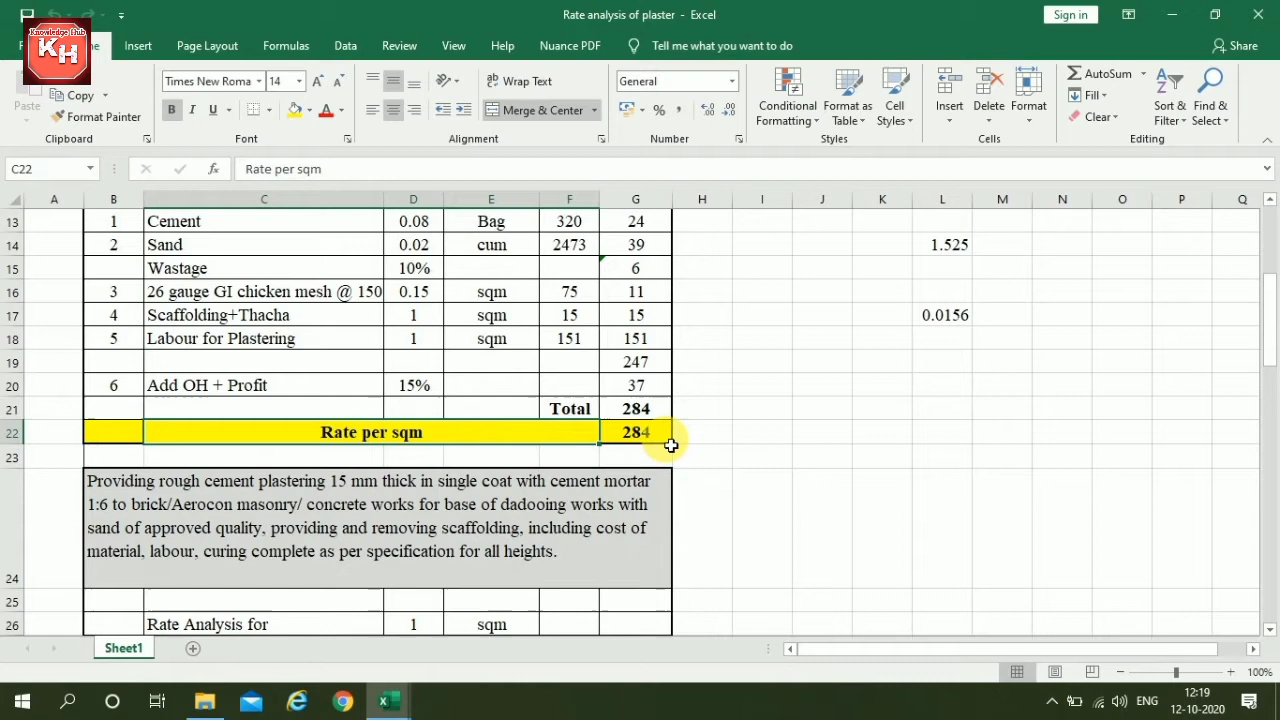 Rate analysis of plaster - Excel
Sign in
Knowledge Hub
KH
Insert
Page Layout
Formulas
Data
Review
View
Help
Nuance PDF
Tell me what you want to do
Share
Paste
Copy
Format Painter
Clipboard
Times New Roma
14
B I U
Font
Wrap Text
Merge & Center
Alignment
General
%
Number
Conditional Formatting
Format as Table
Cell Styles
Styles
Insert
Delete
Format
Cells
AutoSum
Fill
Clear
Sort & Filter
Find & Select
Editing
C22
fx
Rate per sqm
A B C D E F G H I J K L M N O P Q
13 1 Cement 0.08 Bag 320 24
14 2 Sand 0.02 cum 2473 39 1.525
15 Wastage 10% 6
16 3 26 gauge GI chicken mesh @ 150 0.15 sqm 75 11
17 4 Scaffolding+Thacha 1 sqm 15 15 0.0156
18 5 Labour for Plastering 1 sqm 151 151
19 247
20 6 Add OH + Profit 15% 37
21 Total 284
22 Rate per sqm 284
23
Providing rough cement plastering 15 mm thick in single coat with cement mortar
1:6 to brick/Aerocon masonry/ concrete works for base of dadooing works with
sand of approved quality, providing and removing scaffolding, including cost of
material, labour, curing complete as per specification for all heights.
24
25
26 Rate Analysis for 1 sqm
Sheet1
100%
ENG
12:19
12-10-2020